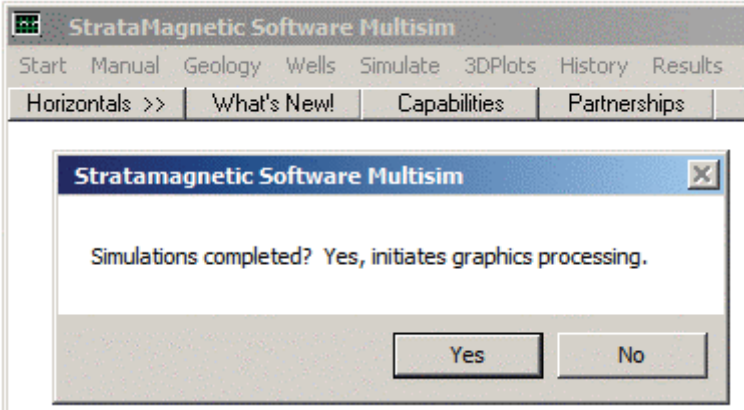 StrataMagnetic Software Multisim
Start Manual Geology Wells Simulate 3DPlots History Results
Horizontals >> What's New! Capabilities Partnerships
Stratamagnetic Software Multisim
Simulations completed? Yes, initiates graphics processing.
Yes No